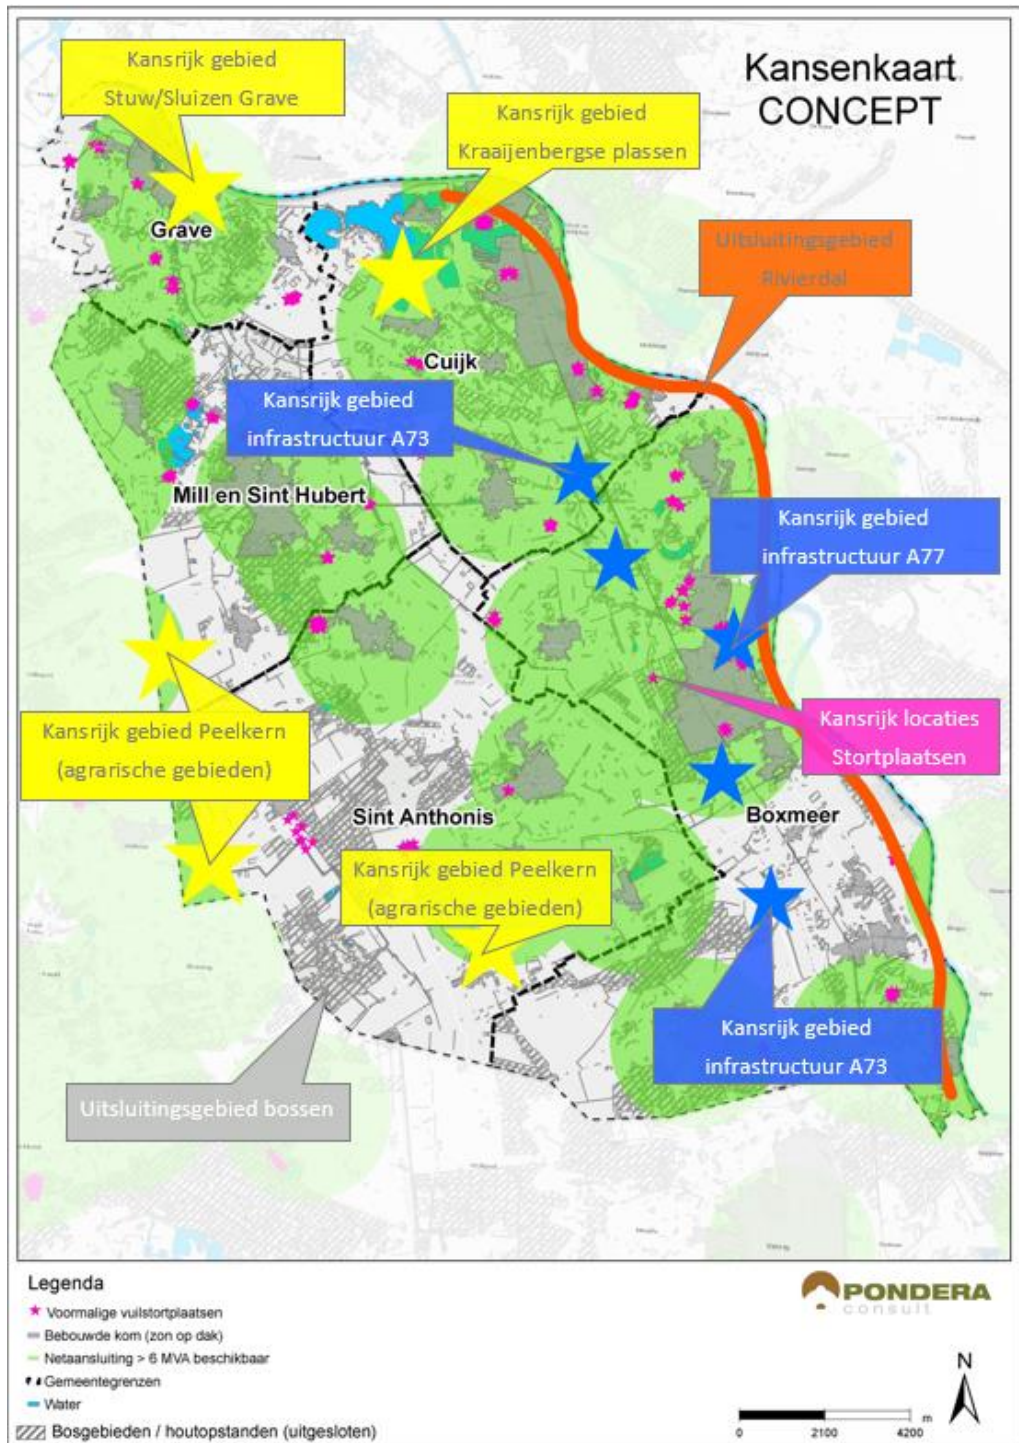 Kansenkaart
CONCEPT
Kansrijk gebied
Stuw/Sluizen Grave
Kansrijk gebied
Kraaijenbergse plassen
Uitsluitingsgebied
Rivierdal
Grave
Cuijk
Kansrijk gebied
infrastructuur A73
Mill en Sint Hubert
Kansrijk gebied
infrastructuur A77
Kansrijk gebied Peelkern
(agrarische gebieden)
Kansrijk locaties
Stortplaatsen
Sint Anthonis
Boxmeer
Kansrijk gebied Peelkern
(agrarische gebieden)
Kansrijk gebied
infrastructuur A73
Uitsluitingsgebied bossen
Legenda
Voormalige vuilstortplaatsen
Bebouwde kom (zon op dak)
Netaansluiting > 6 MVA beschikbaar
Gemeentegrenzen
Water
Bosgebieden / houtopstanden (uitgesloten)
PONDERA
consult
N
m
0 2100 4200